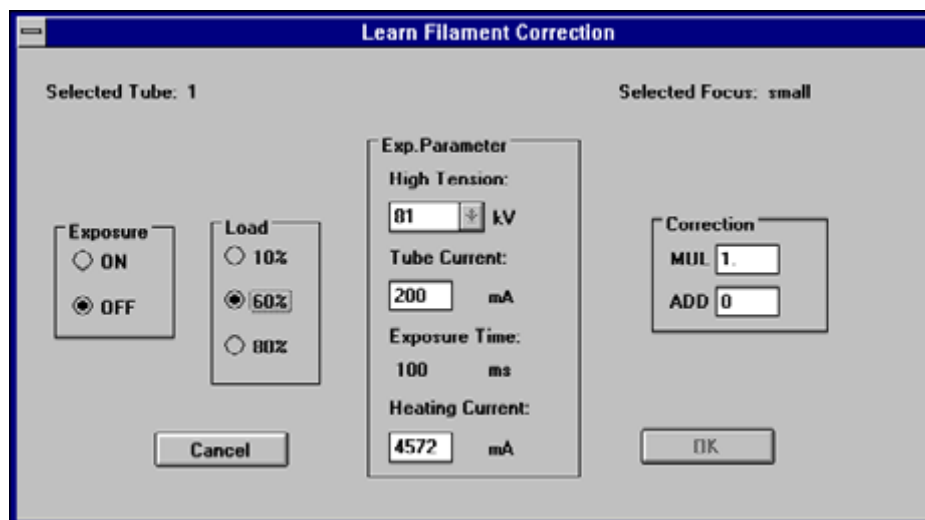 Learn Filament Correction
Selected Tube: 1
Selected Focus: small
Exposure
ON
OFF
Load
10%
60%
80%
Exp.Parameter
High Tension:
81 kV
Tube Current:
200 mA
Exposure Time:
100 ms
Heating Current:
4572 mA
Correction
MUL 1.
ADD 0
Cancel
OK